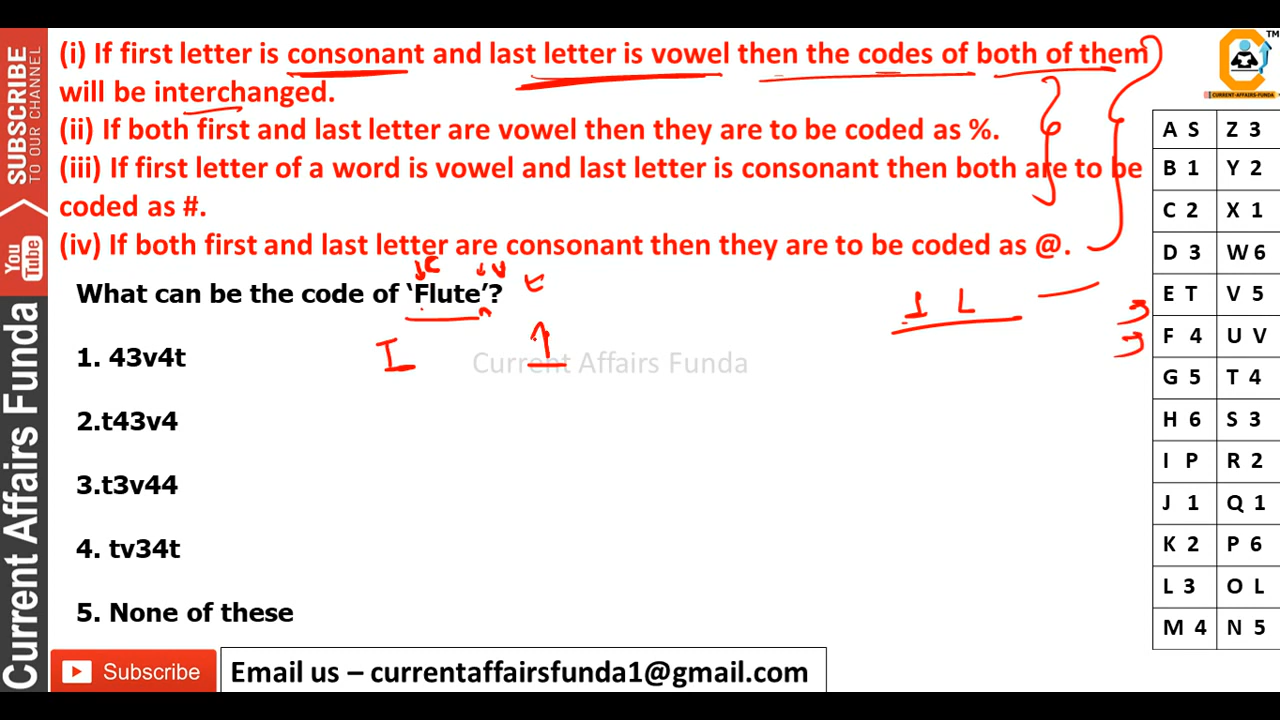 (i) If first letter is consonant and last letter is vowel then the codes of both of them
will be interchanged.
(ii) If both first and last letter are vowel then they are to be coded as %.
(iii) If first letter of a word is vowel and last letter is consonant then both are to be
coded as #.
(iv) If both first and last letter are consonant then they are to be coded as @.
What can be the code of ‘Flute’?
1. 43v4t
2.t43v4
3.t3v44
4. tv34t
5. None of these
Current Affairs Funda
A S Z 3
B 1 Y 2
C 2 X 1
D 3 W 6
E T V 5
F 4 U V
G 5 T 4
H 6 S 3
I P R 2
J 1 Q 1
K 2 P 6
L 3 O L
M 4 N 5
CURRENT-AFFAIRS-FUNDA
TM
SUBSCRIBE
TO OUR CHANNEL
You
Tube
Current Affairs Funda
Subscribe
Email us – currentaffairsfunda1@gmail.com